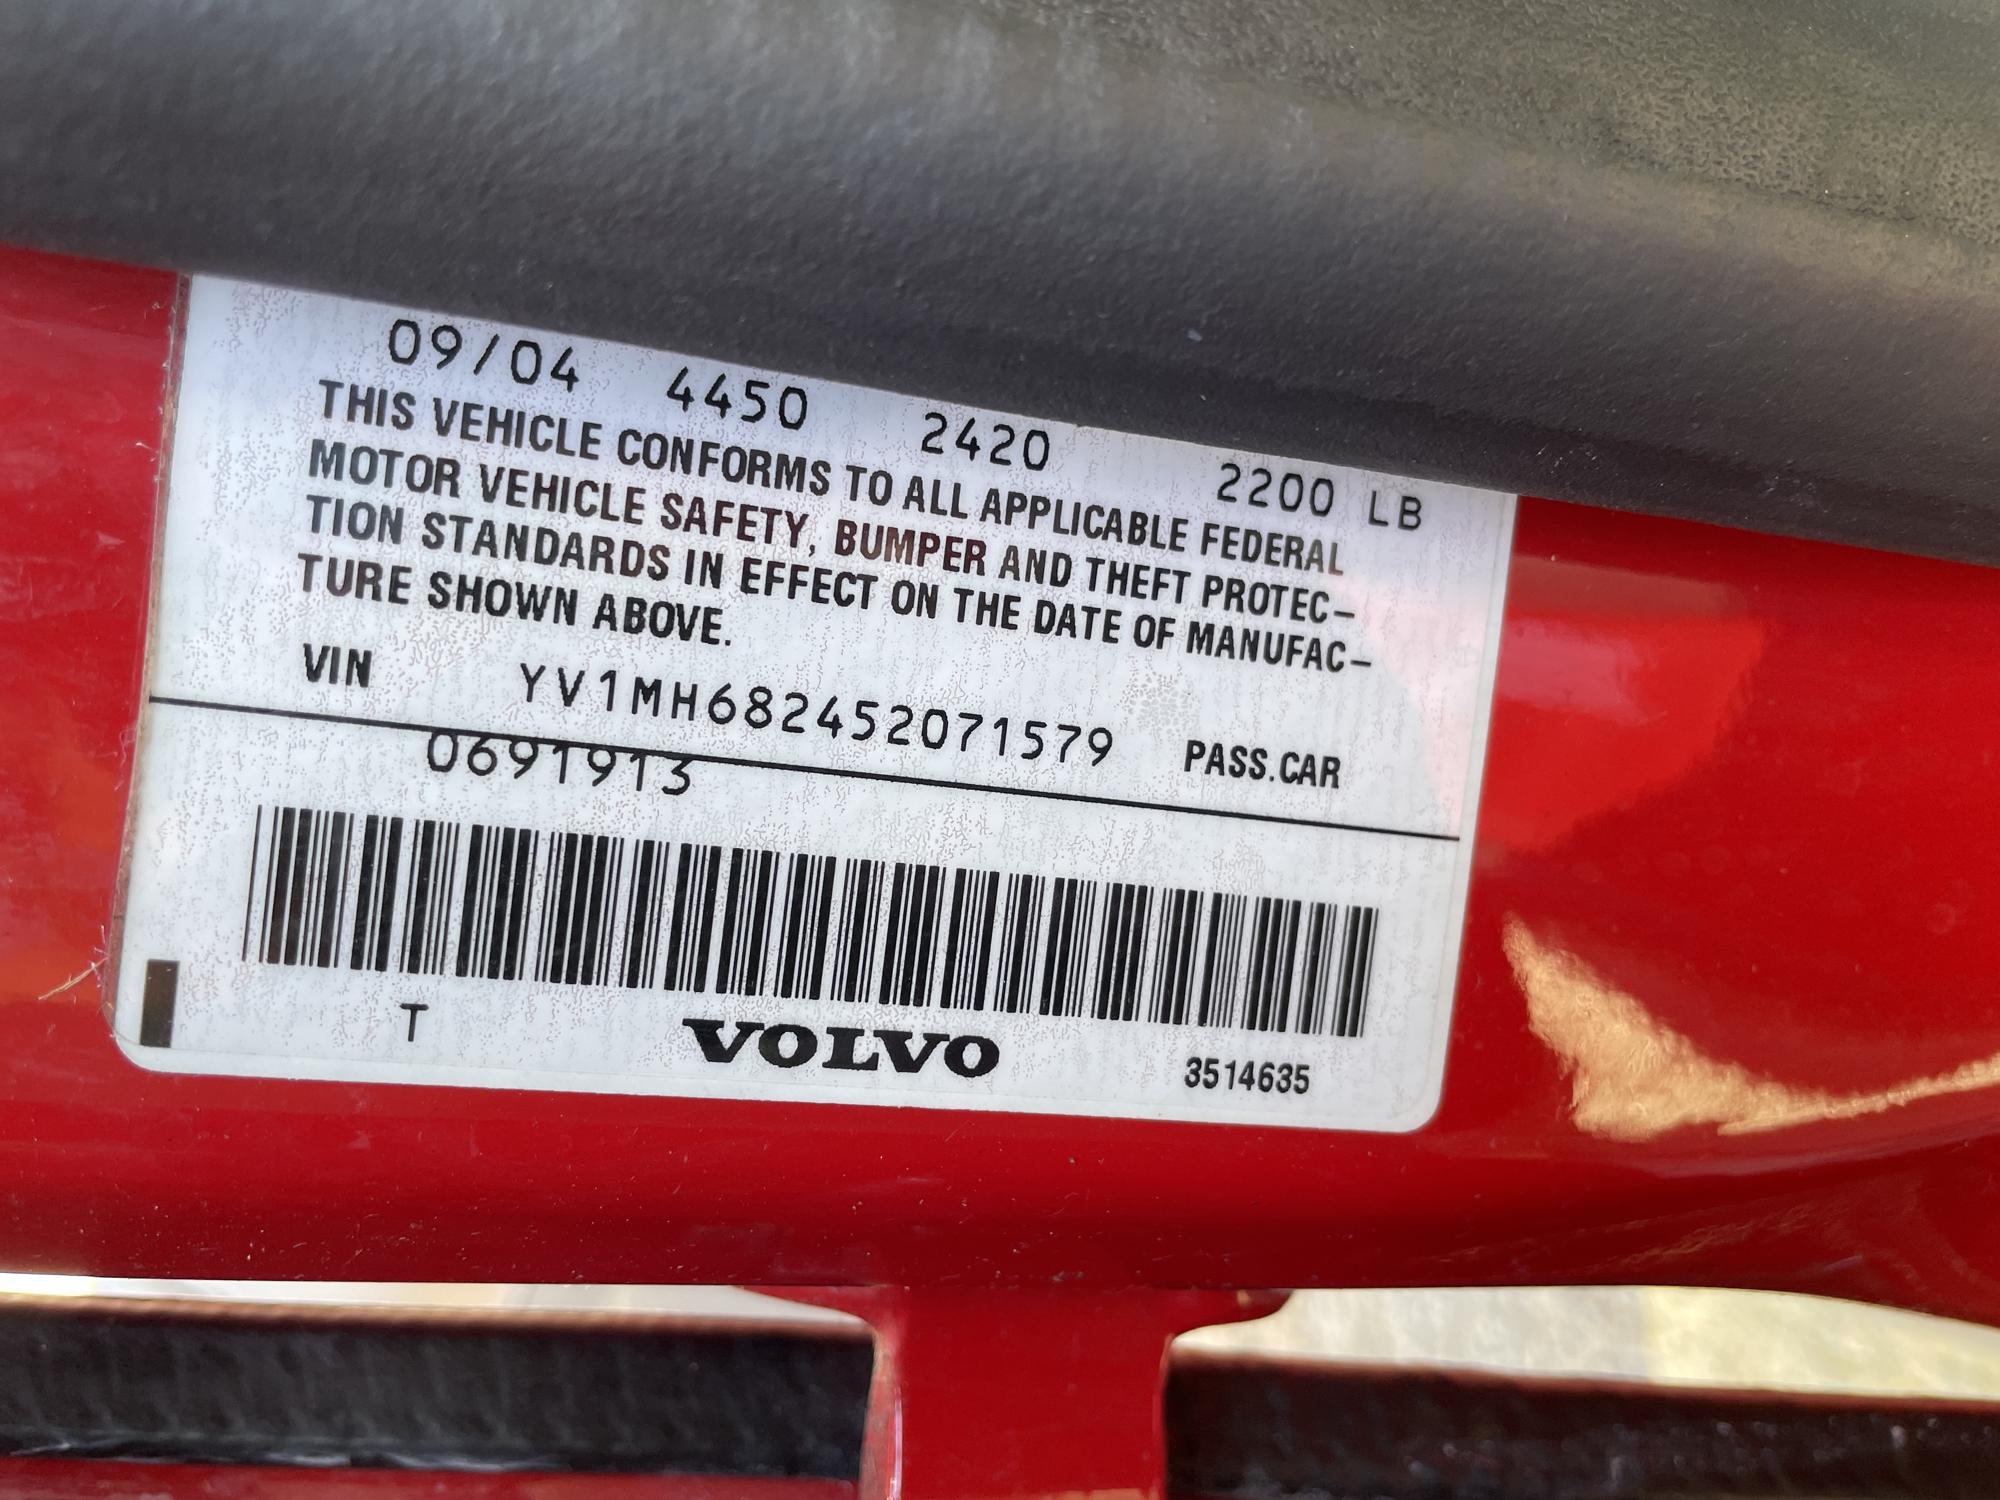 09/04 4450 2420 2200 LB
THIS VEHICLE CONFORMS TO ALL APPLICABLE FEDERAL
MOTOR VEHICLE SAFETY, BUMPER AND THEFT PROTEC–
TION STANDARDS IN EFFECT ON THE DATE OF MANUFAC–
TURE SHOWN ABOVE.
VIN YV1MH682452071579 PASS.CAR
0691913
T VOLVO 3514635